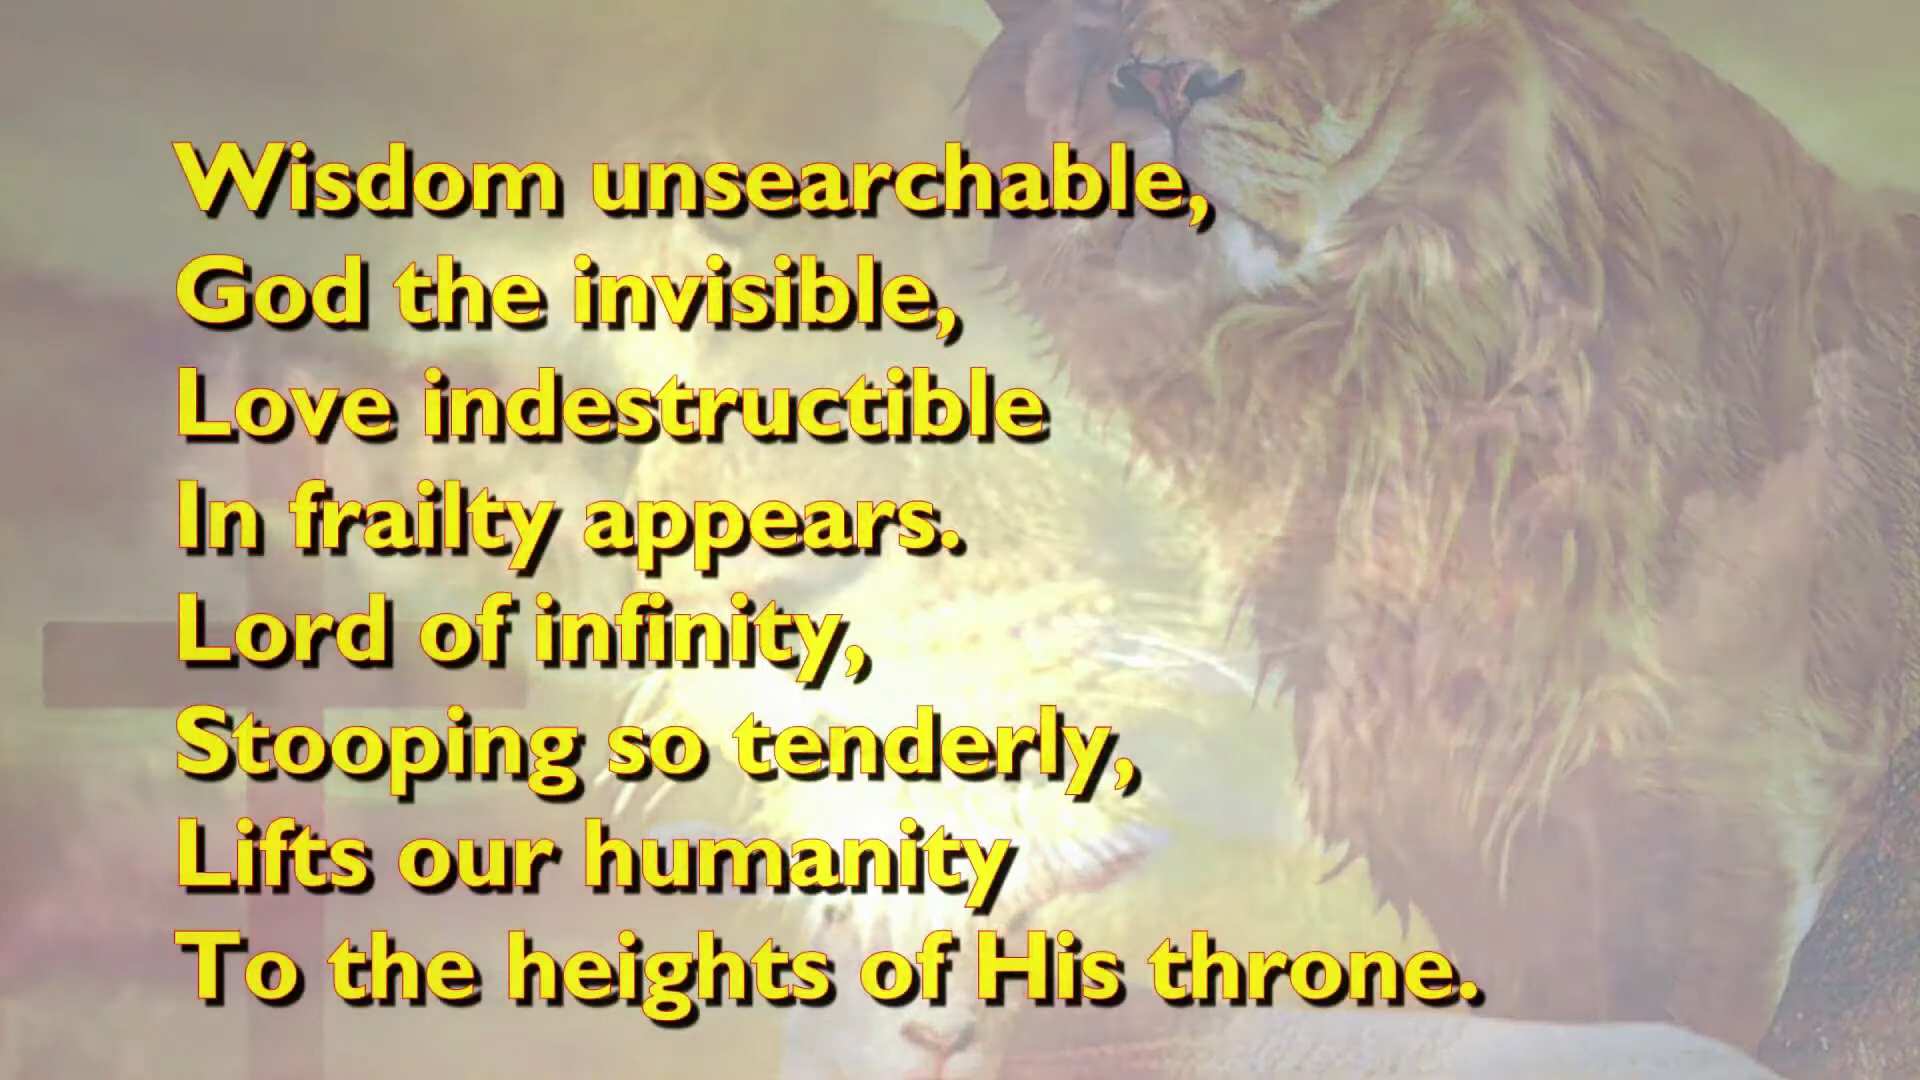 Wisdom unsearchable,
God the invisible,
Love indestructible
In frailty appears.
Lord of infinity,
Stooping so tenderly,
Lifts our humanity
To the heights of His throne.